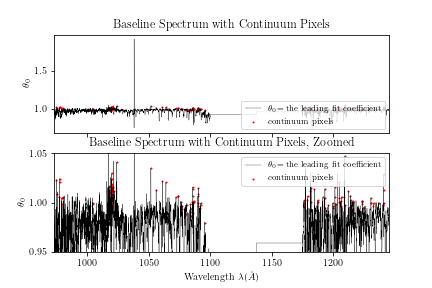 Baseline Spectrum with Continuum Pixels
1.5
1.0
θ₀
θ₀ = the leading fit coefficient
continuum pixels
Baseline Spectrum with Continuum Pixels, Zoomed
1.05
1.00
0.95
θ₀
θ₀ = the leading fit coefficient
continuum pixels
1000 1050 1100 1150 1200
Wavelength λ(Å)